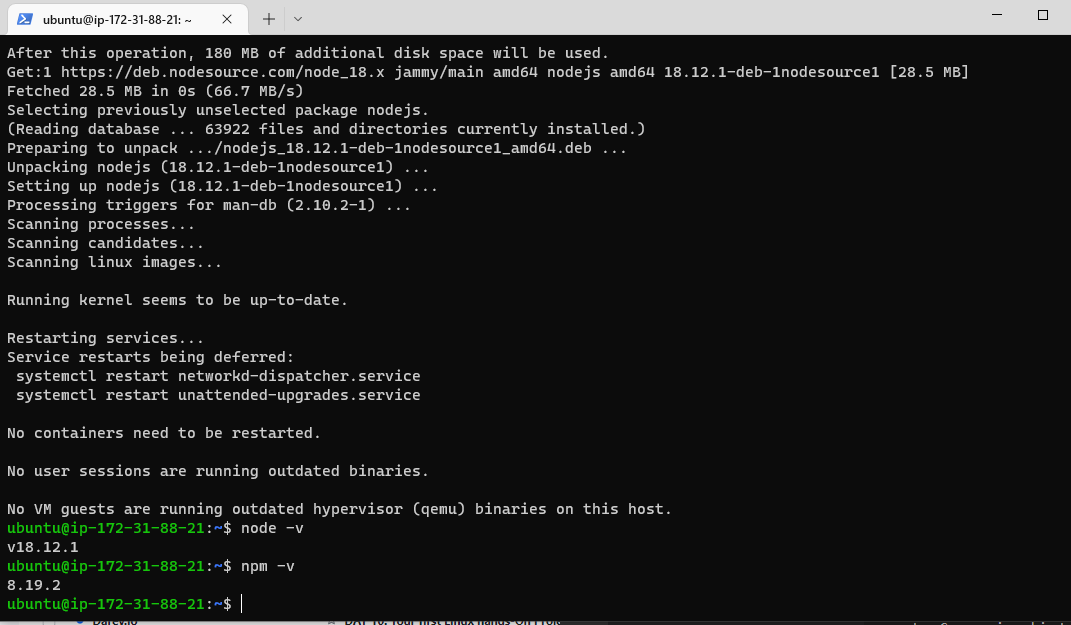 ubuntu@ip-172-31-88-21: ~
After this operation, 180 MB of additional disk space will be used.
Get:1 https://deb.nodesource.com/node_18.x jammy/main amd64 nodejs amd64 18.12.1-deb-1nodesource1 [28.5 MB]
Fetched 28.5 MB in 0s (66.7 MB/s)
Selecting previously unselected package nodejs.
(Reading database ... 63922 files and directories currently installed.)
Preparing to unpack .../nodejs_18.12.1-deb-1nodesource1_amd64.deb ...
Unpacking nodejs (18.12.1-deb-1nodesource1) ...
Setting up nodejs (18.12.1-deb-1nodesource1) ...
Processing triggers for man-db (2.10.2-1) ...
Scanning processes...
Scanning candidates...
Scanning linux images...
Running kernel seems to be up-to-date.
Restarting services...
Service restarts being deferred:
 systemctl restart networkd-dispatcher.service
 systemctl restart unattended-upgrades.service
No containers need to be restarted.
No user sessions are running outdated binaries.
No VM guests are running outdated hypervisor (qemu) binaries on this host.
ubuntu@ip-172-31-88-21:~$ node -v
v18.12.1
ubuntu@ip-172-31-88-21:~$ npm -v
8.19.2
ubuntu@ip-172-31-88-21:~$